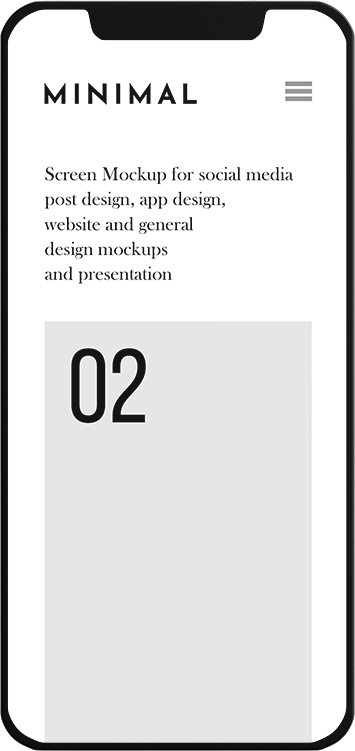 MINIMAL
Screen Mockup for social media
post design, app design,
website and general
design mockups
and presentation
02